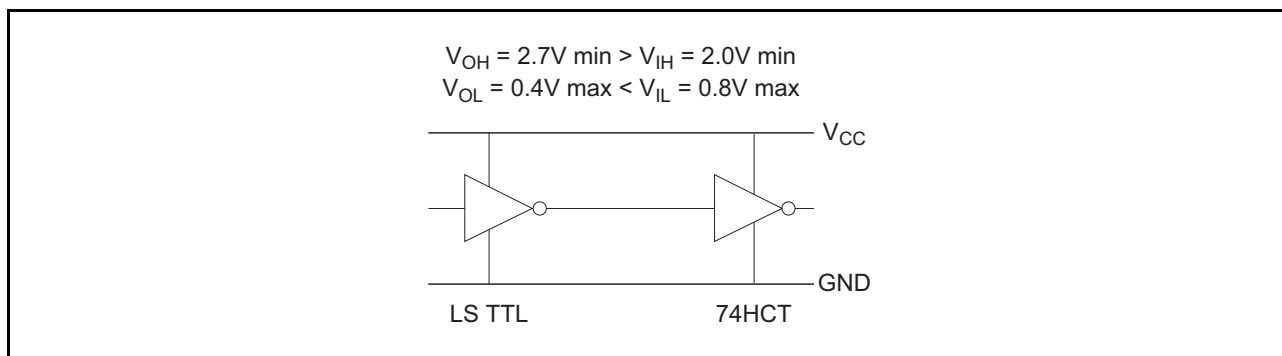 VOH = 2.7V min > VIH = 2.0V min
VOL = 0.4V max < VIL = 0.8V max
VCC
GND
LS TTL 74HCT